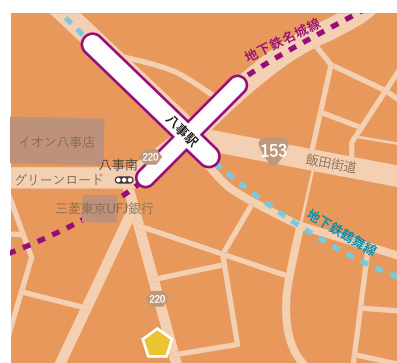 地下鉄名城線
八事駅
イオン八事店
153
八事南
220
飯田街道
グリーンロード
三菱東京UFJ銀行
地下鉄鶴舞線
220